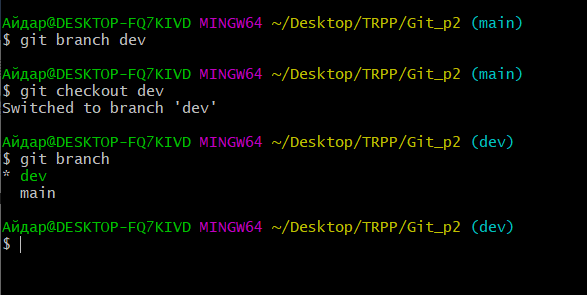 Айдар@DESKTOP-FQ7KIVD MINGW64 ~/Desktop/TRPP/Git_p2 (main)
$ git branch dev
Айдар@DESKTOP-FQ7KIVD MINGW64 ~/Desktop/TRPP/Git_p2 (main)
$ git checkout dev
Switched to branch 'dev'
Айдар@DESKTOP-FQ7KIVD MINGW64 ~/Desktop/TRPP/Git_p2 (dev)
$ git branch
* dev
  main
Айдар@DESKTOP-FQ7KIVD MINGW64 ~/Desktop/TRPP/Git_p2 (dev)
$